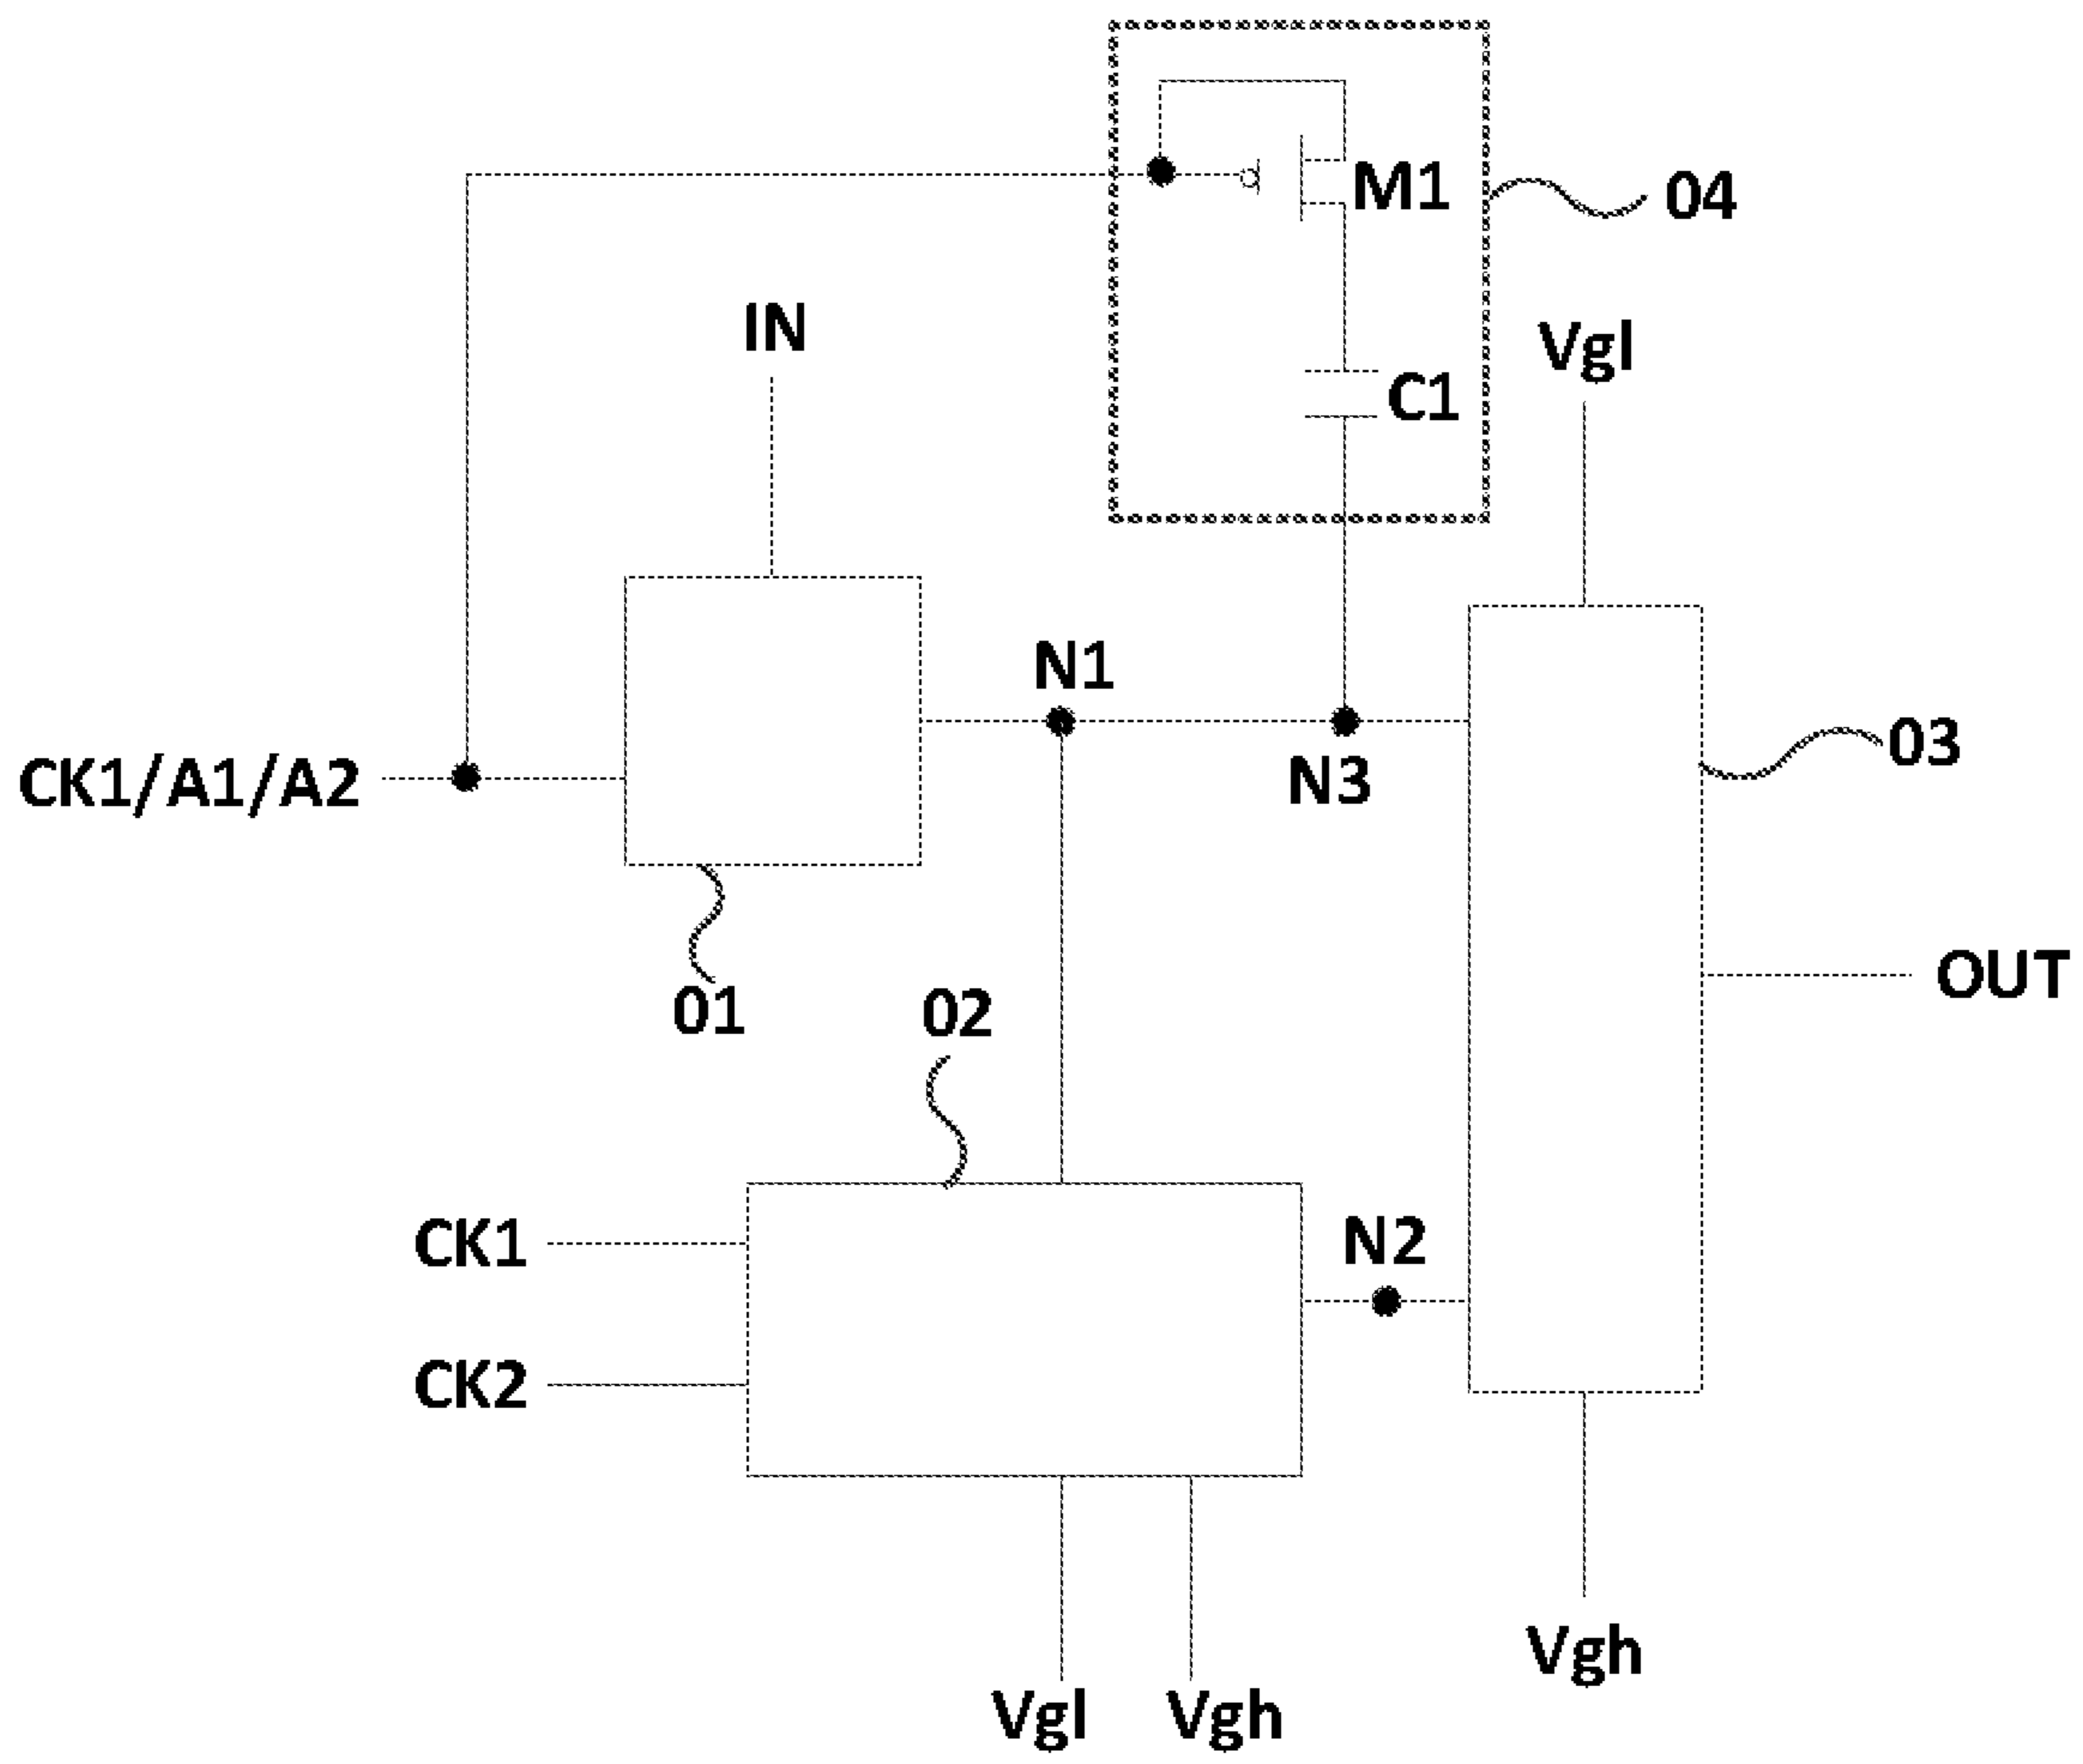 M1
04
IN
Vgl
C1
N1
CK1/A1/A2
N3
03
01
02
OUT
CK1
N2
CK2
Vgh
Vgl
Vgh